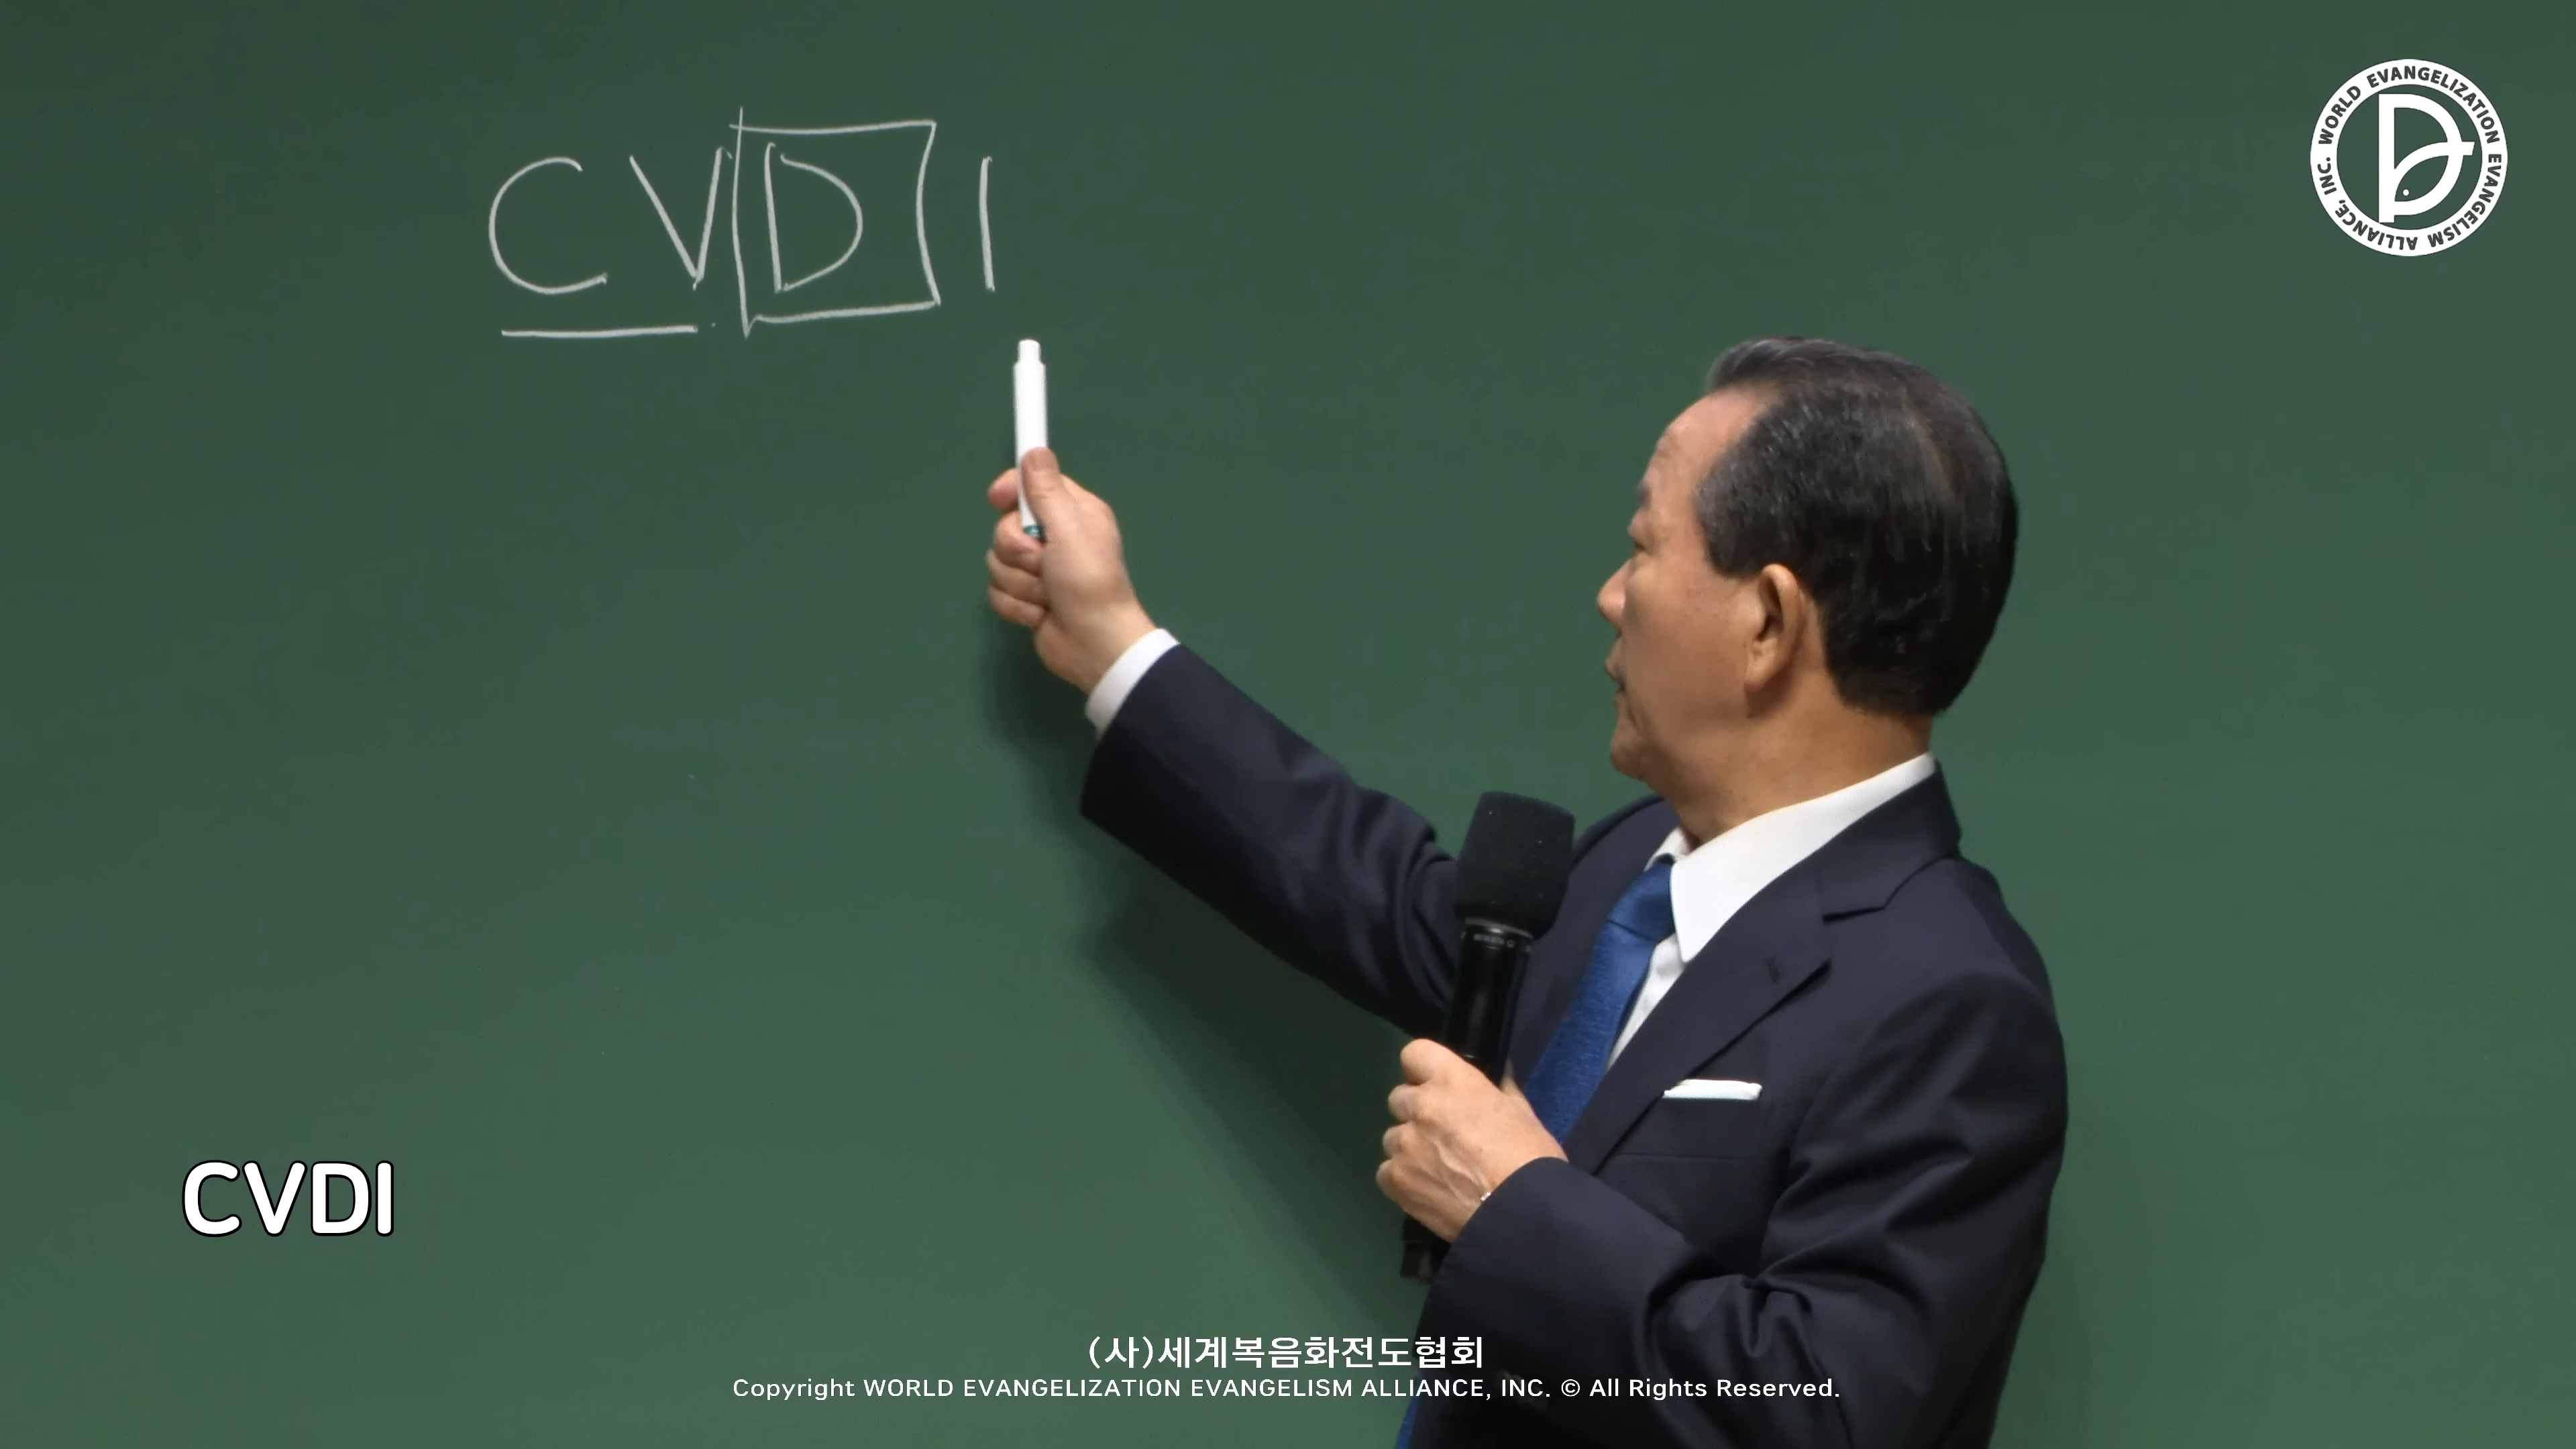 CVDI
WORLD EVANGELIZATION EVANGELISM ALLIANCE, INC.
CVDI
(사)세계복음화전도협회
Copyright WORLD EVANGELIZATION EVANGELISM ALLIANCE, INC. © All Rights Reserved.